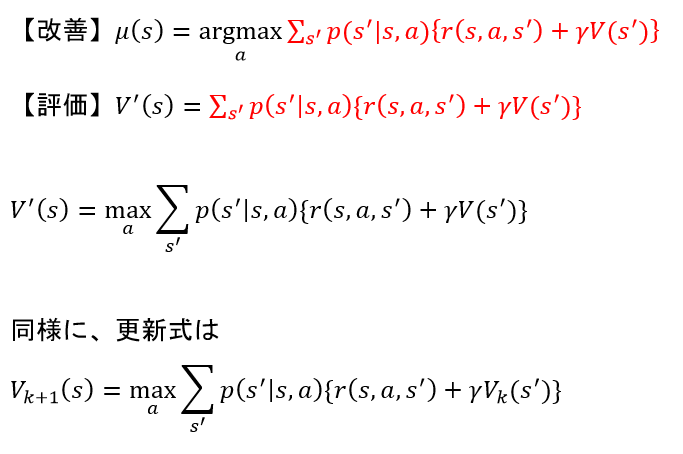 【改善】μ(s) = argmax_a ∑_{s′} p(s′|s, a){r(s, a, s′) + γV(s′)}
【評価】V′(s) = ∑_{s′} p(s′|s, a){r(s, a, s′) + γV(s′)}
V′(s) = max_a ∑_{s′} p(s′|s, a){r(s, a, s′) + γV(s′)}
同様に、更新式は
V_{k+1}(s) = max_a ∑_{s′} p(s′|s, a){r(s, a, s′) + γV_k(s′)}